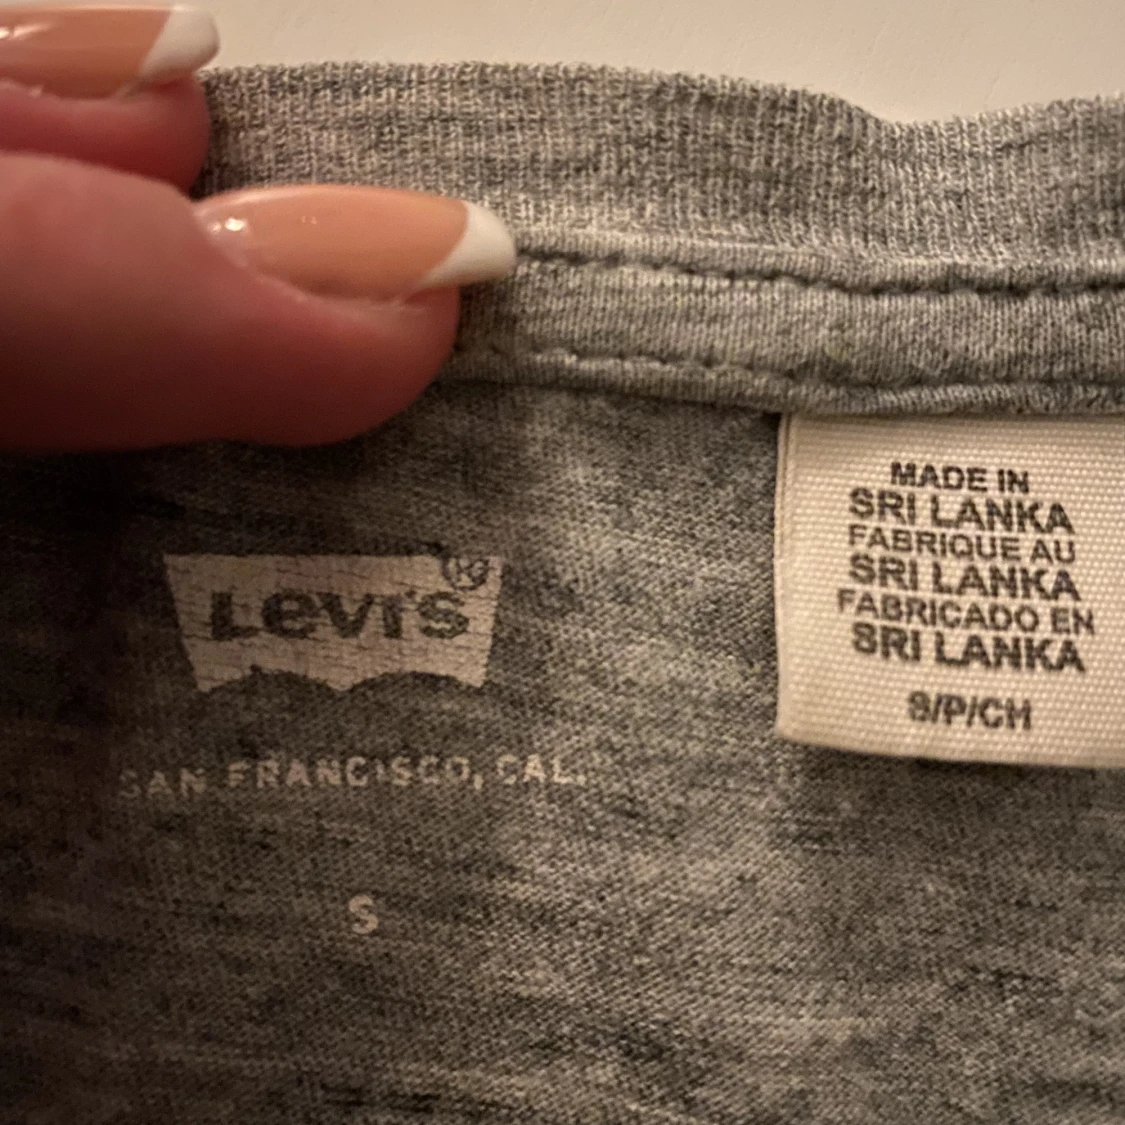 Levi's®
SAN FRANCISCO, CAL.
S
MADE IN
SRI LANKA
FABRIQUE AU
SRI LANKA
FABRICADO EN
SRI LANKA
S/P/CH